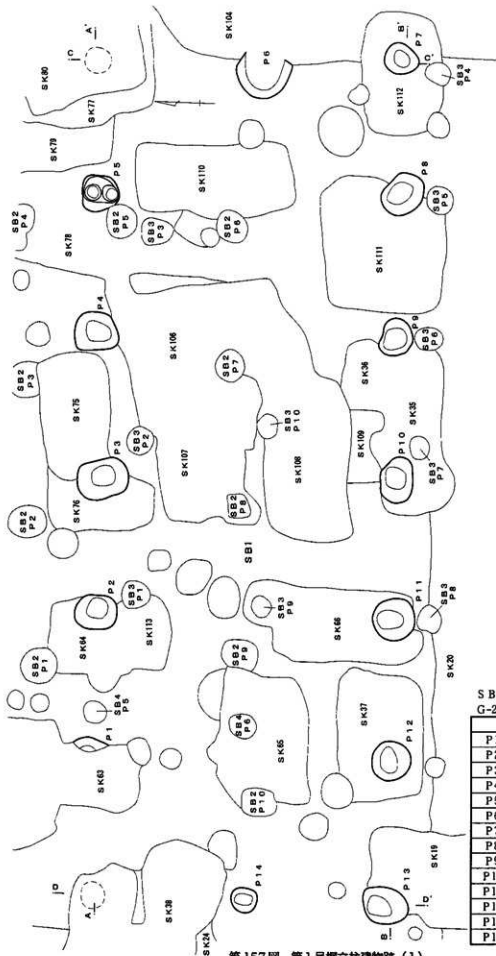 SK80
A'
C
SK77
SK79
SK104
P6
P7
B'
C'
SK112
SB3
P4
SB2
P4
SK78
P5
SB2
P5
SB3
P3
SK110
SB2
P6
P8
SB3
P5
SK111
P4
SB2
P3
SK75
P3
SB3
P2
SK106
SB2
P7
SB3
P10
P9
SB3
P6
SK36
SK35
SK109
P10
SB3
P7
SK76
SB2
P2
SK107
SB2
P8
SK108
SB1
P2
SK64
SB3
P1
SK113
SB2
P1
SB4
P5
P1
SK63
SB3
P9
SK66
P11
SB3
P8
SK20
SB2
P9
SB4
P6
SK65
SB2
P10
SK37
P12
SK38
SK24
P14
P13
SK19
A
B
D'
第157図 第1号掘立柱建物跡(1)
SB
G-2
P1
P2
P3
P4
P5
P6
P7
P8
P9
P1
P1
P1
P1
P1